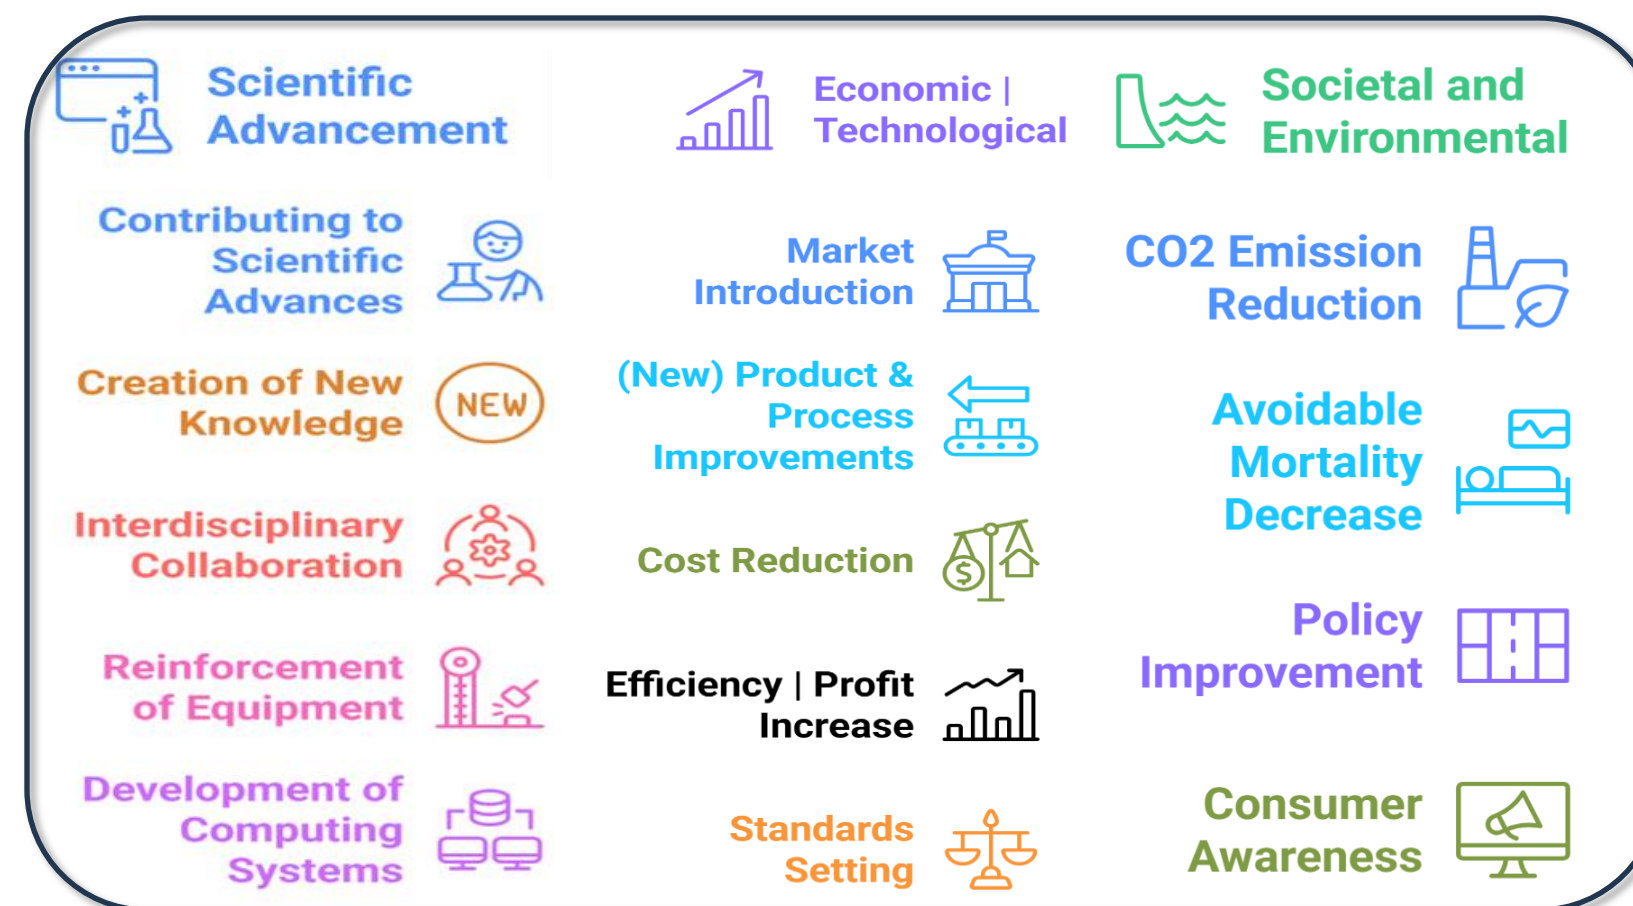 Scientific
Advancement
Contributing to
Scientific
Advances
Creation of New
Knowledge
NEW
Interdisciplinary
Collaboration
Reinforcement
of Equipment
Development of
Computing
Systems
Economic |
Technological
Market
Introduction
(New) Product &
Process
Improvements
Cost Reduction
$
Efficiency | Profit
Increase
Standards
Setting
Societal and
Environmental
CO2 Emission
Reduction
Avoidable
Mortality
Decrease
Policy
Improvement
Consumer
Awareness